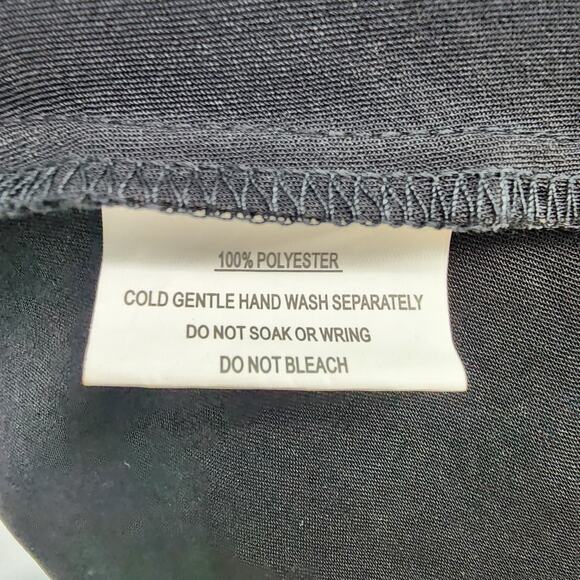 100% POLYESTER
COLD GENTLE HAND WASH SEPARATELY
DO NOT SOAK OR WRING
DO NOT BLEACH